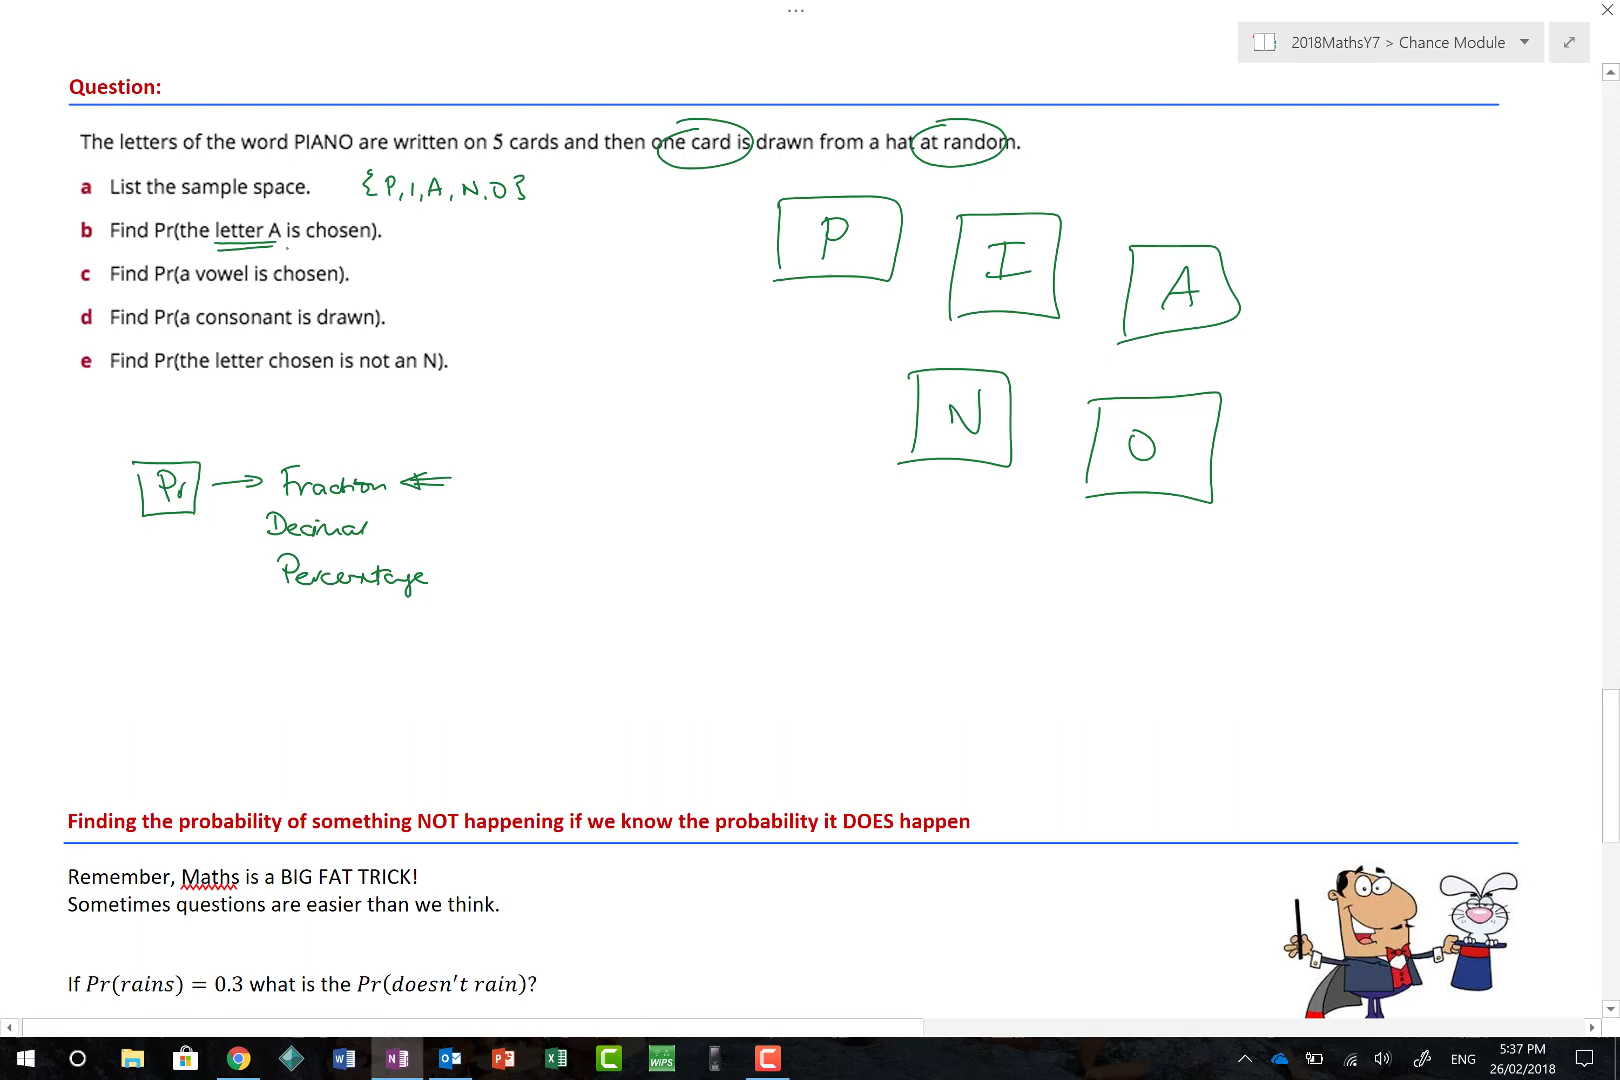 ...
2018MathsY7 > Chance Module
Question:
The letters of the word PIANO are written on 5 cards and then one card is drawn from a hat at random.
a List the sample space. {P, I, A, N, O}
b Find Pr(the letter A is chosen).
c Find Pr(a vowel is chosen).
d Find Pr(a consonant is drawn).
e Find Pr(the letter chosen is not an N).
P I A
N O
Pr → Fraction ⇐
Decimal
Percentage
Finding the probability of something NOT happening if we know the probability it DOES happen
Remember, Maths is a BIG FAT TRICK!
Sometimes questions are easier than we think.
If Pr(rains) = 0.3 what is the Pr(doesn't rain)?
WiPS
ENG
5:37 PM
26/02/2018